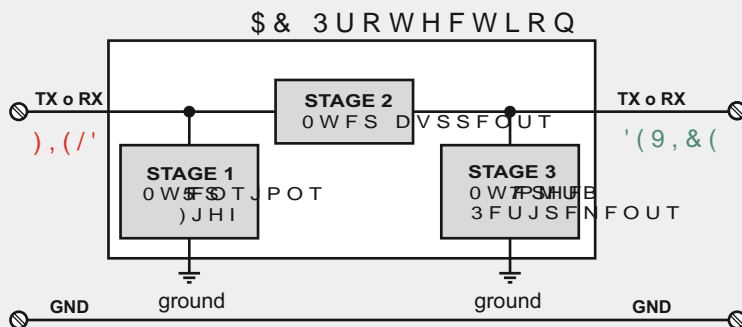 $& 3URWHFWLRQ
TX o RX
STAGE 2
0WFS DVSSFOUT
TX o RX
),(/'
'(9,&(
STAGE 1
)JHI
STAGE 3
3FUJSFNFOUT
ground
ground
GND
GND